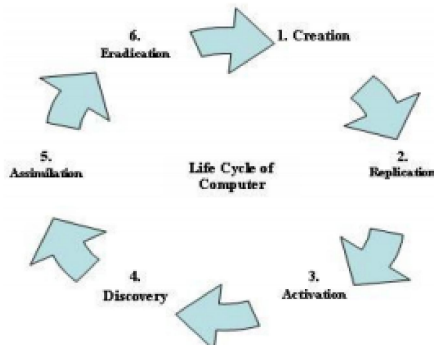 1. Creation
2.
Replication
3.
Activation
4.
Discovery
5.
Assimilation
6.
Eradication
Life Cycle of
Computer